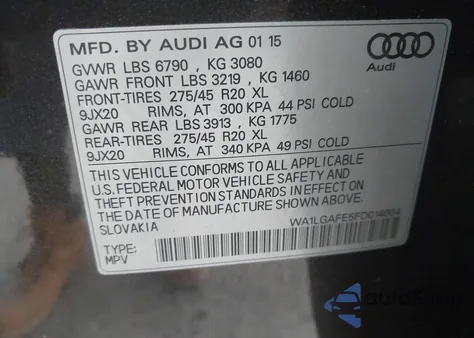 MFD. BY AUDI AG 01 15
GVWR LBS 6790 , KG 3080
GAWR FRONT LBS 3219 , KG 1460
FRONT-TIRES 275/45 R20 XL
9JX20 RIMS, AT 300 KPA 44 PSI COLD
GAWR REAR LBS 3913 , KG 1775
REAR-TIRES 275/45 R20 XL
9JX20 RIMS, AT 340 KPA 49 PSI COLD
THIS VEHICLE CONFORMS TO ALL APPLICABLE
U.S. FEDERAL MOTOR VEHICLE SAFETY AND
THEFT PREVENTION STANDARDS IN EFFECT ON
DATE OF MANUFACTURE SHOWN ABOVE.
SLOVAKIA
WA1LGAFE5FD014004
TYPE:
MPV
Audi